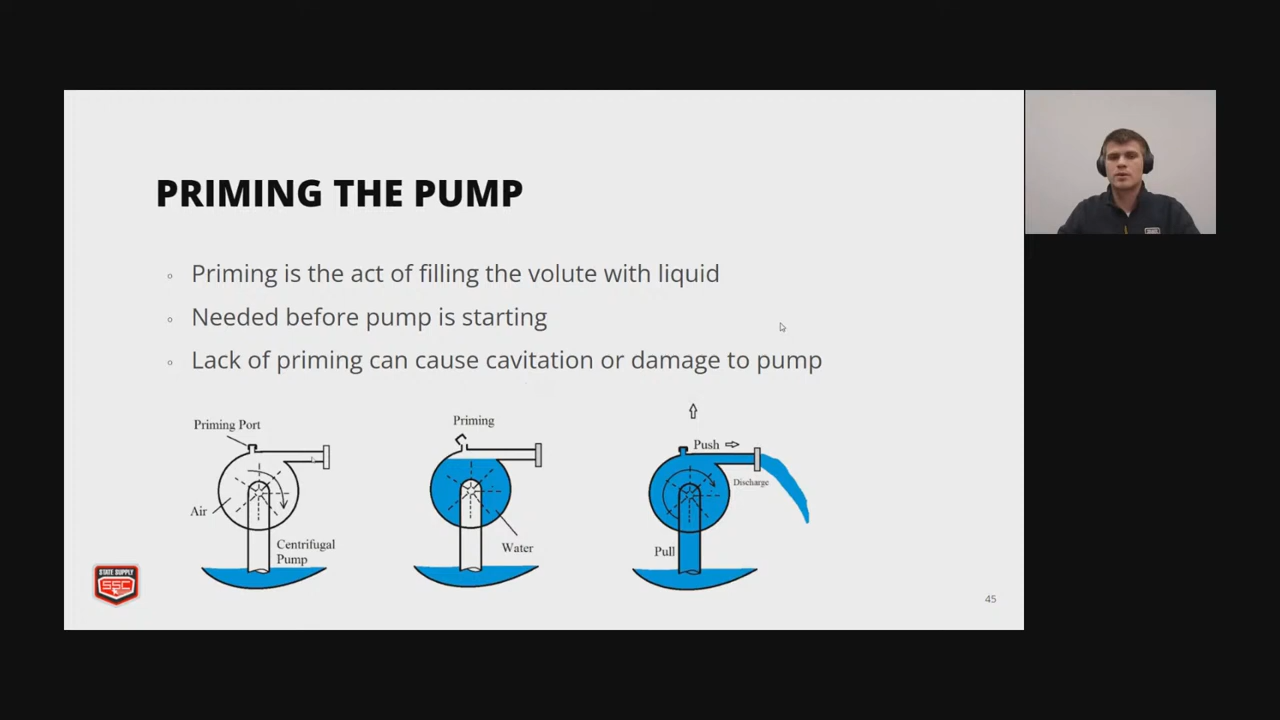 PRIMING THE PUMP
Priming is the act of filling the volute with liquid
Needed before pump is starting
Lack of priming can cause cavitation or damage to pump
Priming Port
Air
Centrifugal
Pump
Priming
Water
Push
Discharge
Pull
STATE SUPPLY
SSC
45